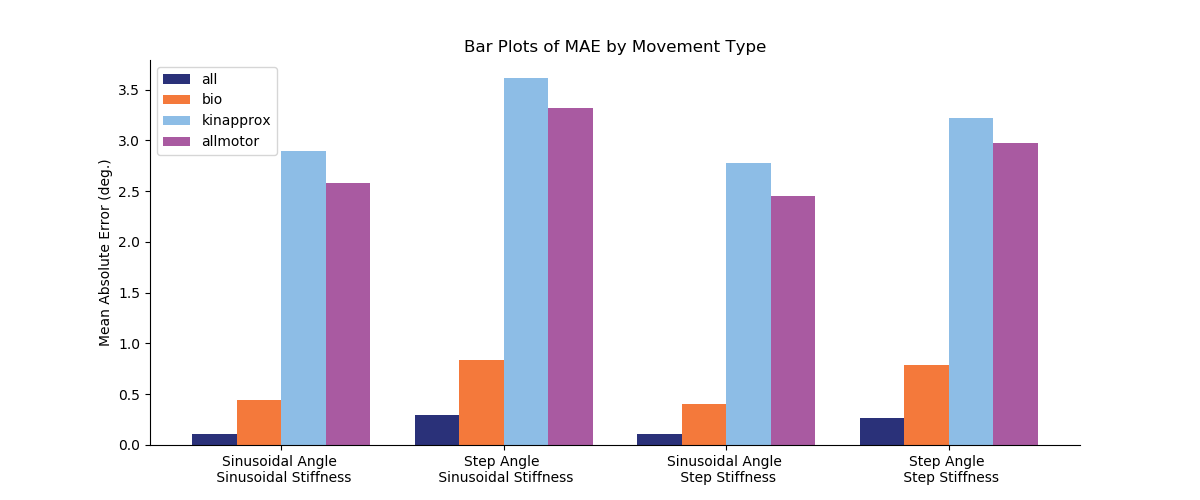 Bar Plots of MAE by Movement Type
all
bio
kinapprox
allmotor
Mean Absolute Error (deg.)
3.5
3.0
2.5
2.0
1.5
1.0
0.5
0.0
Sinusoidal Angle
Sinusoidal Stiffness
Step Angle
Sinusoidal Stiffness
Sinusoidal Angle
Step Stiffness
Step Angle
Step Stiffness